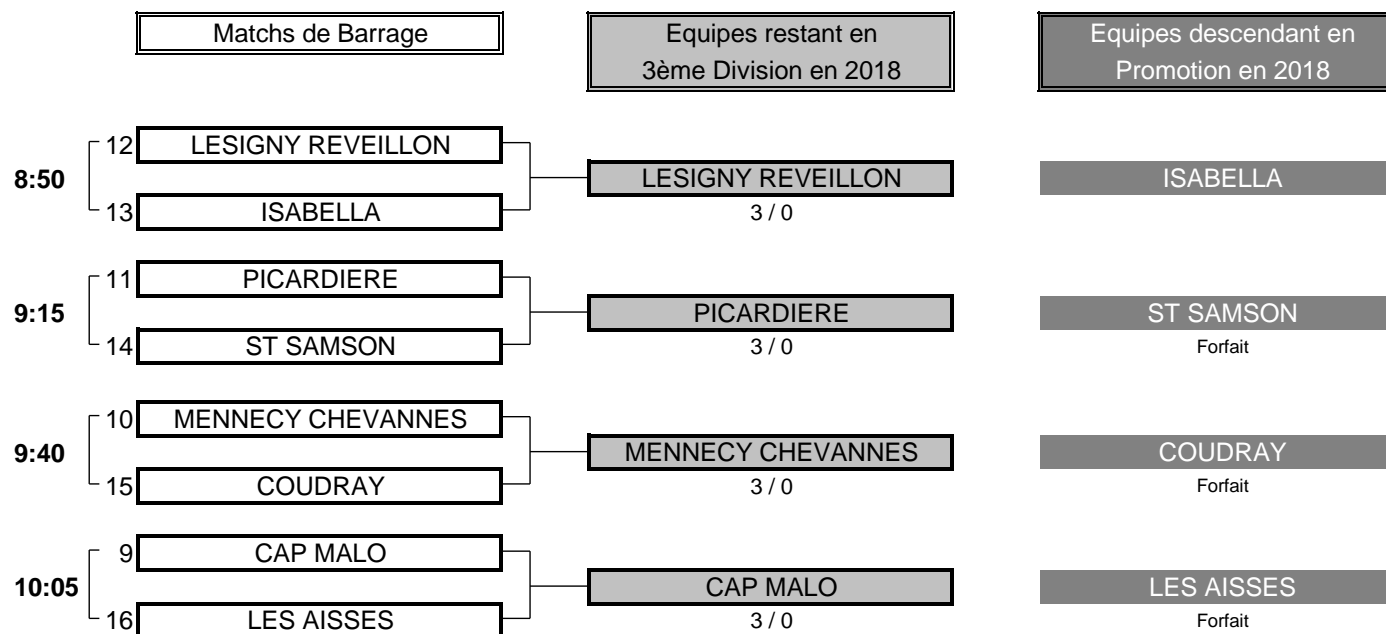 Matchs de Barrage
Equipes restant en
3ème Division en 2018
Equipes descendant en
Promotion en 2018
12 LESIGNY REVEILLON
8:50 LESIGNY REVEILLON ISABELLA
13 ISABELLA 3 / 0
11 PICARDIERE
9:15 PICARDIERE ST SAMSON
14 ST SAMSON 3 / 0 Forfait
10 MENNECY CHEVANNES
9:40 MENNECY CHEVANNES COUDRAY
15 COUDRAY 3 / 0 Forfait
9 CAP MALO
10:05 CAP MALO LES AISSES
16 LES AISSES 3 / 0 Forfait